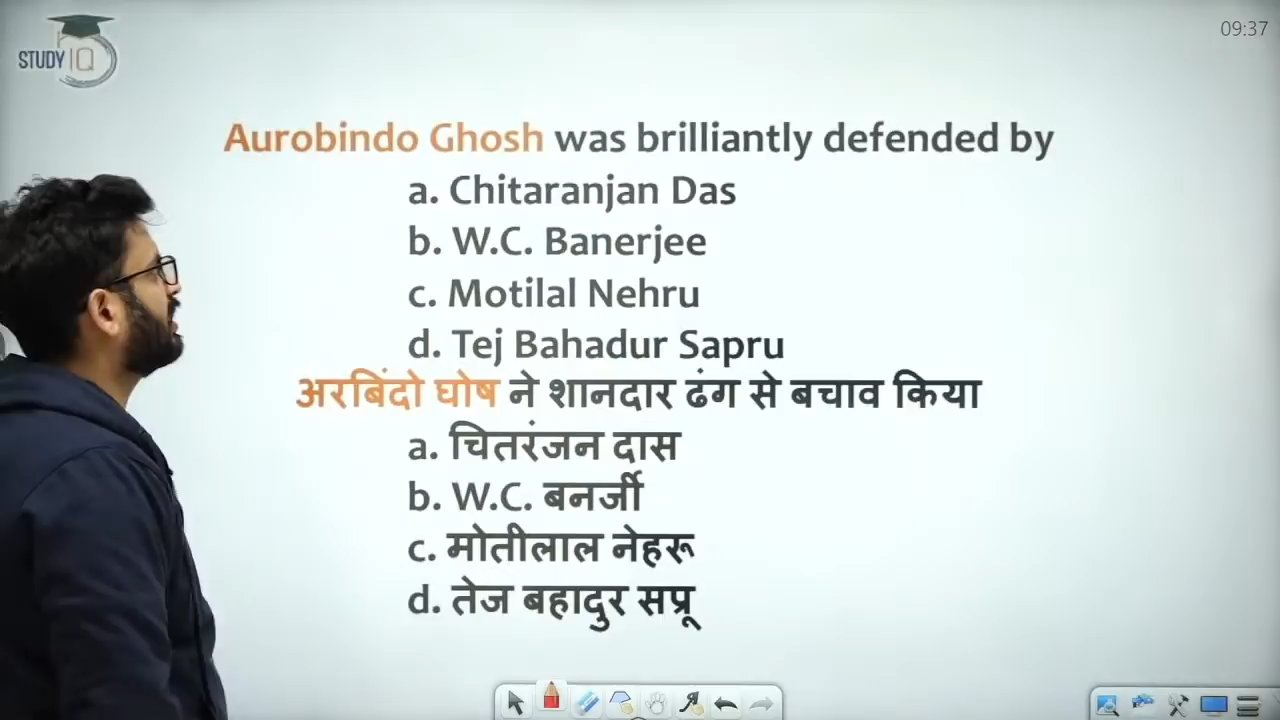 STUDY IQ
09:37
Aurobindo Ghosh was brilliantly defended by
a. Chitaranjan Das
b. W.C. Banerjee
c. Motilal Nehru
d. Tej Bahadur Sapru
अरबिंदो घोष ने शानदार ढंग से बचाव किया
a. चितरंजन दास
b. W.C. बनर्जी
c. मोतीलाल नेहरू
d. तेज बहादुर सप्रू